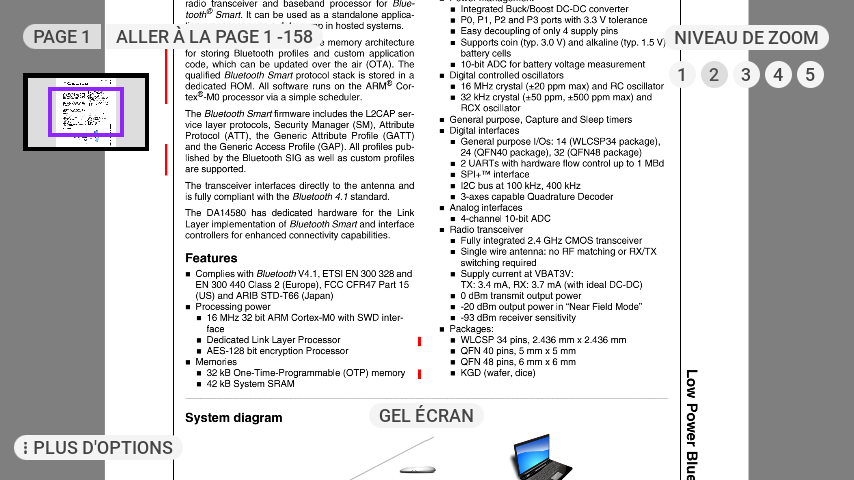 PAGE 1
ALLER À LA PAGE 1 -158
NIVEAU DE ZOOM
1 2 3 4 5
radio transceiver and baseband processor for Blue-
tooth® Smart. It can be used as a standalone applica-
in hosted systems.
memory architecture
for storing Bluetooth profiles and custom application
code, which can be updated over the air (OTA). The
qualified Bluetooth Smart protocol stack is stored in a
dedicated ROM. All software runs on the ARM® Cor-
tex®-M0 processor via a simple scheduler.
The Bluetooth Smart firmware includes the L2CAP ser-
vice layer protocols, Security Manager (SM), Attribute
Protocol (ATT), the Generic Attribute Profile (GATT)
and the Generic Access Profile (GAP). All profiles pub-
lished by the Bluetooth SIG as well as custom profiles
are supported.
The transceiver interfaces directly to the antenna and
is fully compliant with the Bluetooth 4.1 standard.
The DA14580 has dedicated hardware for the Link
Layer implementation of Bluetooth Smart and interface
controllers for enhanced connectivity capabilities.
Features
■ Complies with Bluetooth V4.1, ETSI EN 300 328 and
EN 300 440 Class 2 (Europe), FCC CFR47 Part 15
(US) and ARIB STD-T66 (Japan)
■ Processing power
■ 16 MHz 32 bit ARM Cortex-M0 with SWD inter-
face
■ Dedicated Link Layer Processor
■ AES-128 bit encryption Processor
■ Memories
■ 32 kB One-Time-Programmable (OTP) memory
■ 42 kB System SRAM
■ Integrated Buck/Boost DC-DC converter
■ P0, P1, P2 and P3 ports with 3.3 V tolerance
■ Easy decoupling of only 4 supply pins
■ Supports coin (typ. 3.0 V) and alkaline (typ. 1.5 V)
battery cells
■ 10-bit ADC for battery voltage measurement
■ Digital controlled oscillators
■ 16 MHz crystal (±20 ppm max) and RC oscillator
■ 32 kHz crystal (±50 ppm, ±500 ppm max) and
RCX oscillator
■ General purpose, Capture and Sleep timers
■ Digital interfaces
■ General purpose I/Os: 14 (WLCSP34 package),
24 (QFN40 package), 32 (QFN48 package)
■ 2 UARTs with hardware flow control up to 1 MBd
■ SPI+™ interface
■ I2C bus at 100 kHz, 400 kHz
■ 3-axes capable Quadrature Decoder
■ Analog interfaces
■ 4-channel 10-bit ADC
■ Radio transceiver
■ Fully integrated 2.4 GHz CMOS transceiver
■ Single wire antenna: no RF matching or RX/TX
switching required
■ Supply current at VBAT3V:
TX: 3.4 mA, RX: 3.7 mA (with ideal DC-DC)
■ 0 dBm transmit output power
■ -20 dBm output power in “Near Field Mode”
■ -93 dBm receiver sensitivity
■ Packages:
■ WLCSP 34 pins, 2.436 mm x 2.436 mm
■ QFN 40 pins, 5 mm x 5 mm
■ QFN 48 pins, 6 mm x 6 mm
■ KGD (wafer, dice)
Low Power Blue
System diagram
GEL ÉCRAN
⋮ PLUS D'OPTIONS